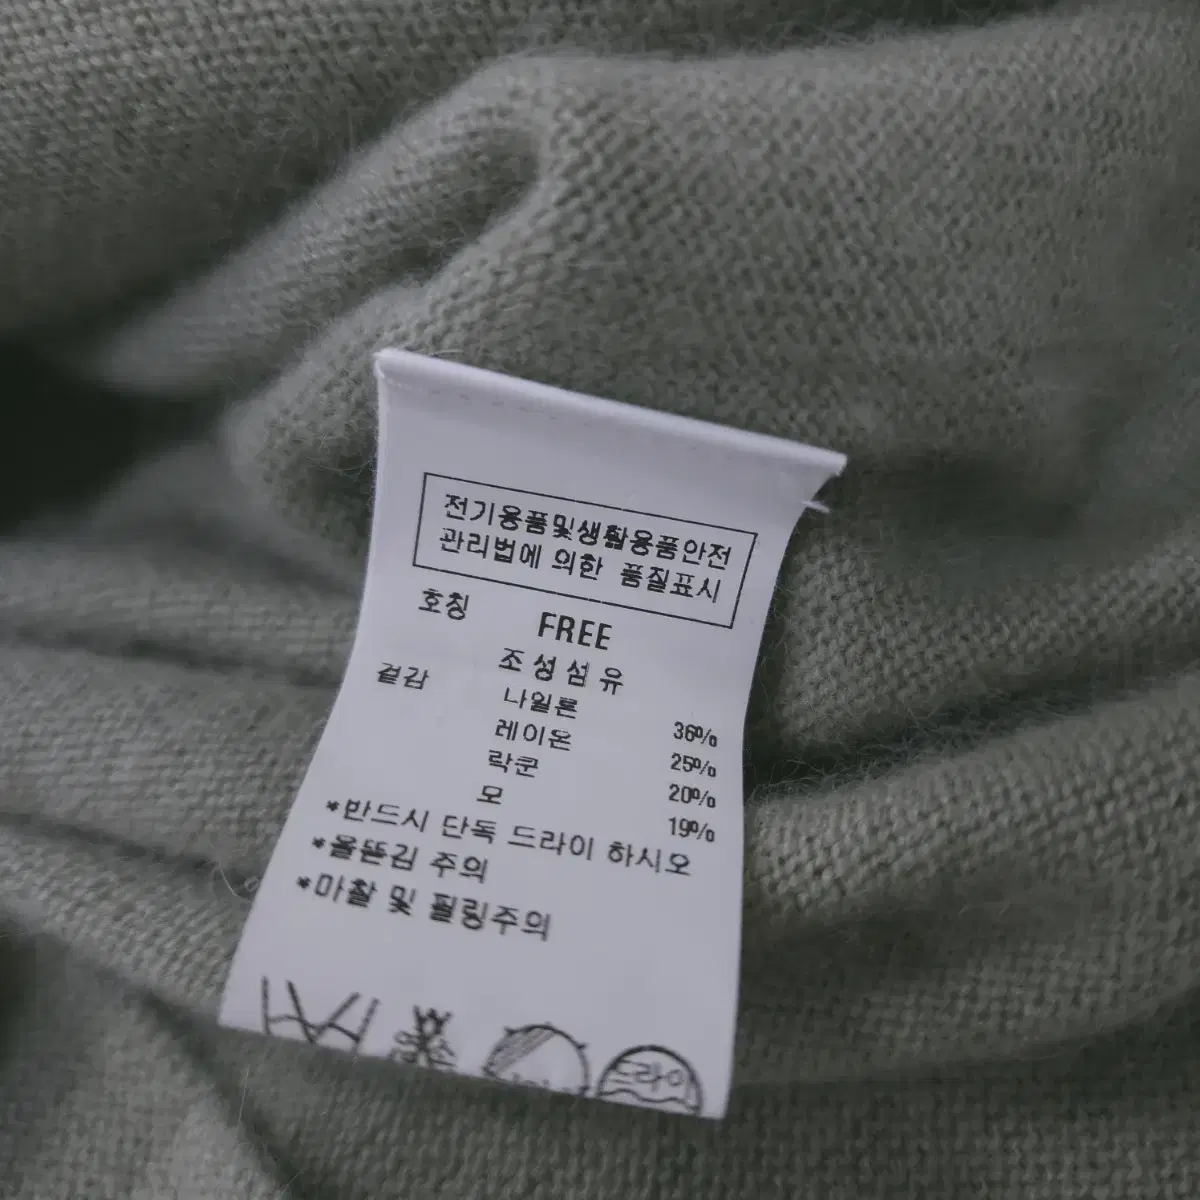 전기용품및생활용품안전
관리법에 의한 품질표시
호칭 FREE
조성섬유
겉감
나일론 36%
레이온 25%
락쿤 20%
모 19%
*반드시 단독 드라이 하시오
*올뜯김 주의
*마찰 및 필링주의
드라이